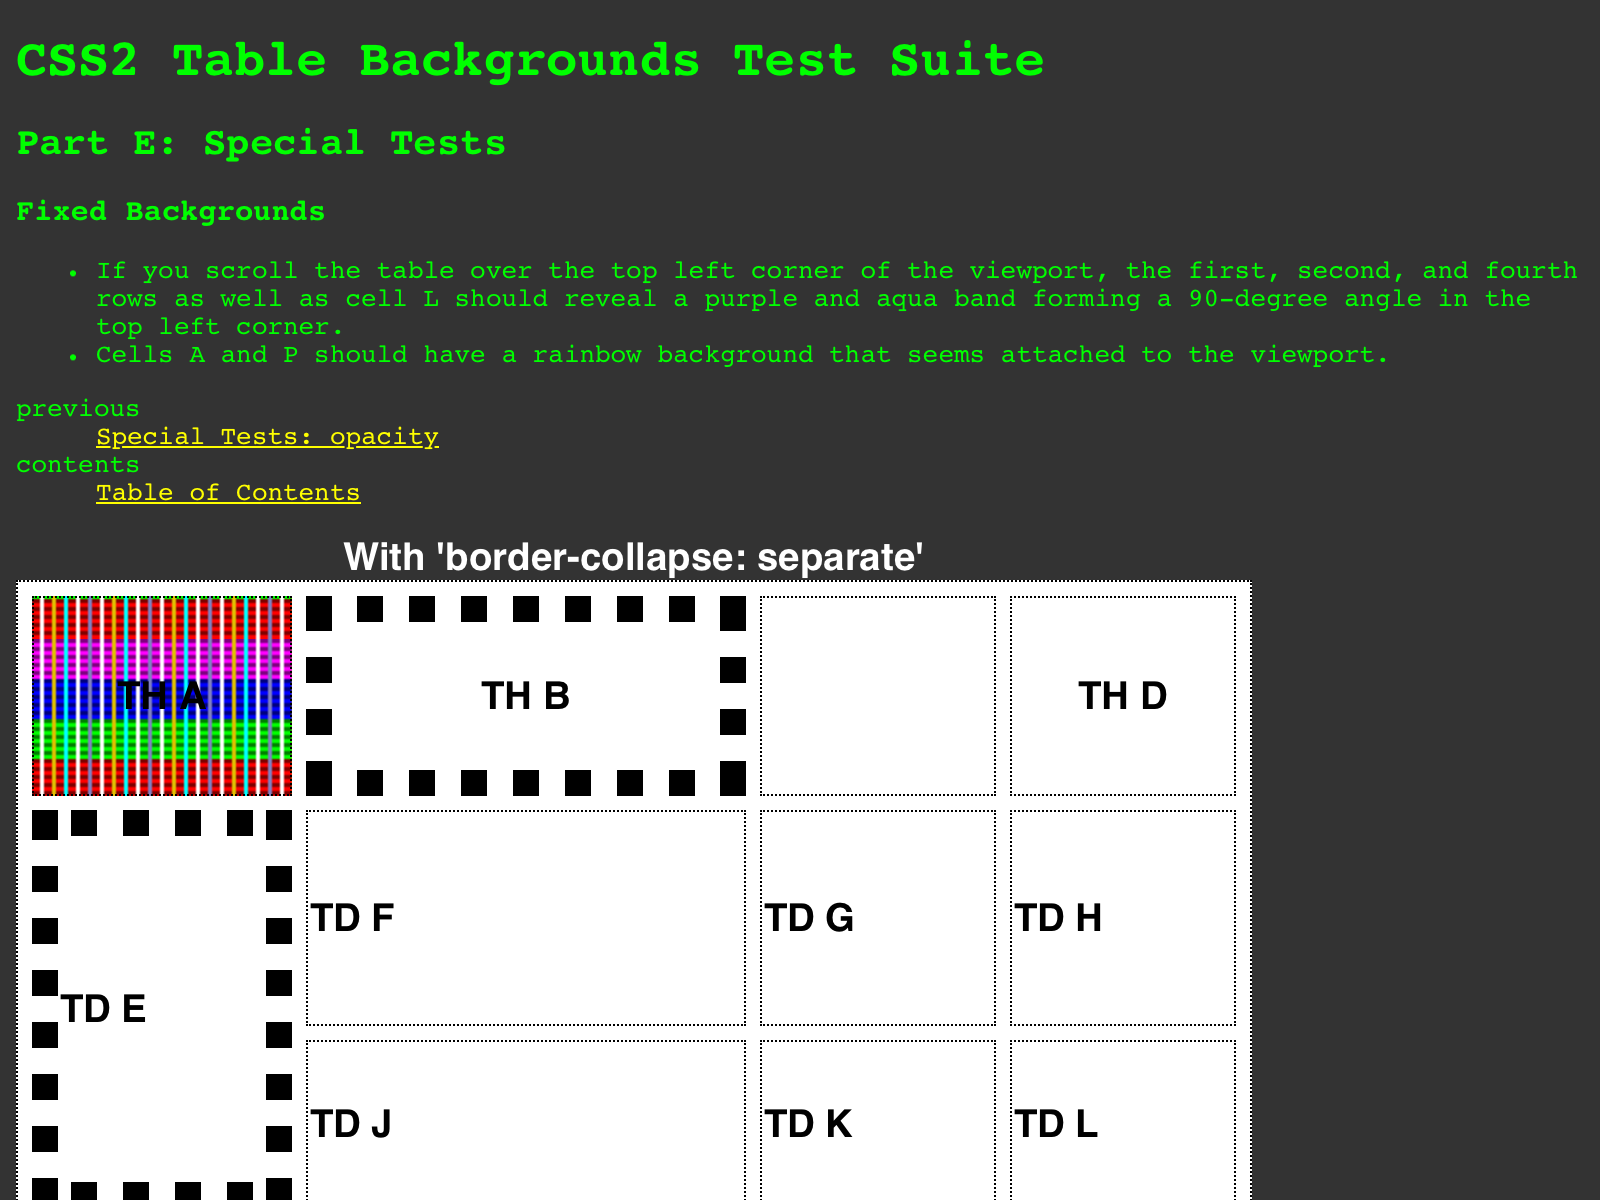 CSS2 Table Backgrounds Test Suite
Part E: Special Tests
Fixed Backgrounds
• If you scroll the table over the top left corner of the viewport, the first, second, and fourth
rows as well as cell L should reveal a purple and aqua band forming a 90-degree angle in the
top left corner.
• Cells A and P should have a rainbow background that seems attached to the viewport.
previous
Special Tests: opacity
contents
Table of Contents
With 'border-collapse: separate'
TH A
TH B
TH D
TD E
TD F
TD G
TD H
TD J
TD K
TD L